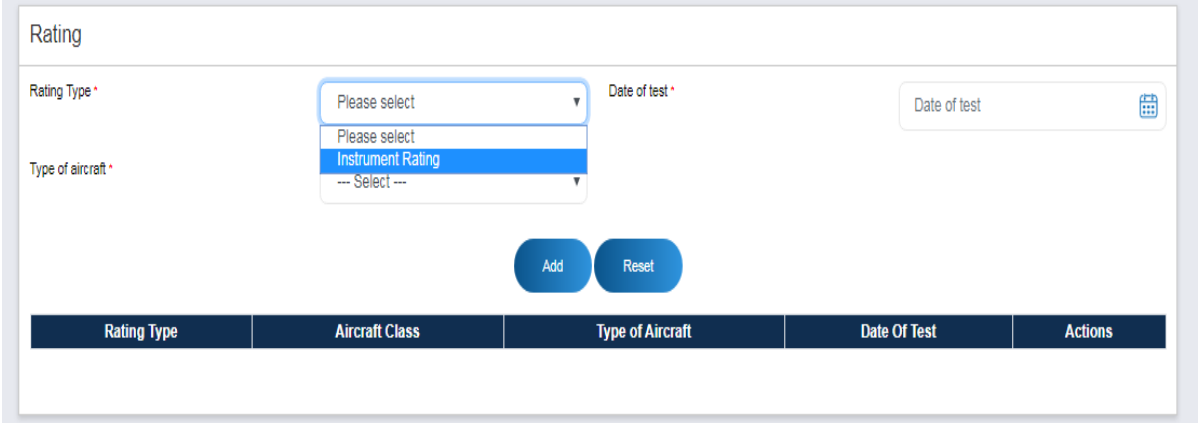 Rating
Rating Type *
Please select
Date of test *
Date of test
Please select
Instrument Rating
Type of aircraft *
--- Select ---
Add
Reset
Rating Type Aircraft Class Type of Aircraft Date Of Test Actions